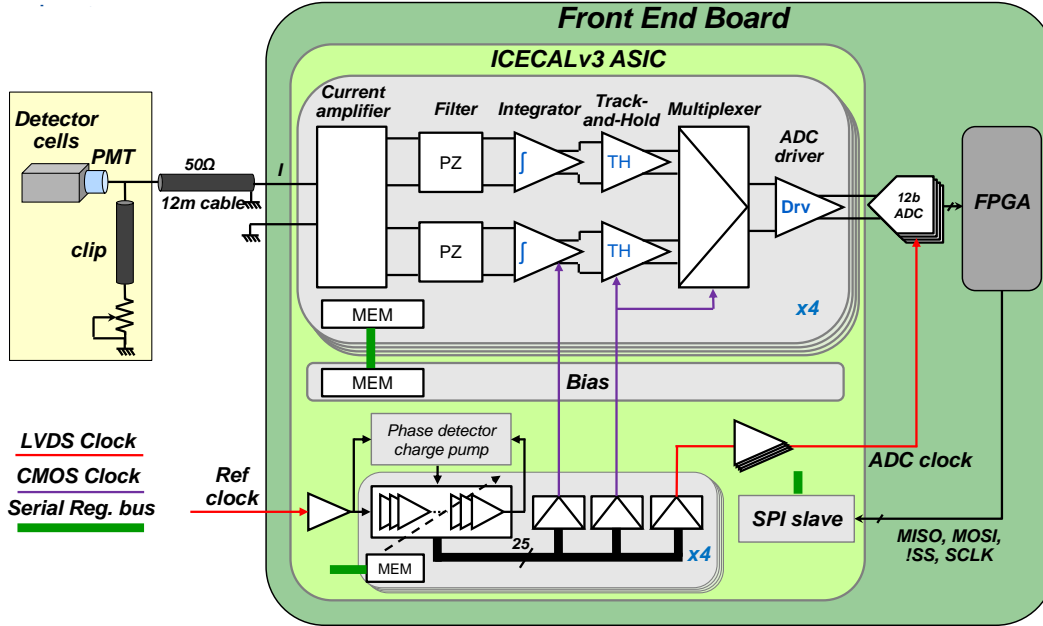 Front End Board
ICECALv3 ASIC
Current
amplifier
Filter
Integrator
Track-
and-Hold
Multiplexer
ADC
driver
Detector
cells
PMT
50Ω
12m cable
I
clip
PZ
∫
TH
Drv
12b
ADC
FPGA
PZ
∫
TH
x4
MEM
MEM
Bias
LVDS Clock
CMOS Clock
Serial Reg. bus
Ref
clock
Phase detector
charge pump
25
MEM
x4
ADC clock
SPI slave
MISO, MOSI,
!SS, SCLK